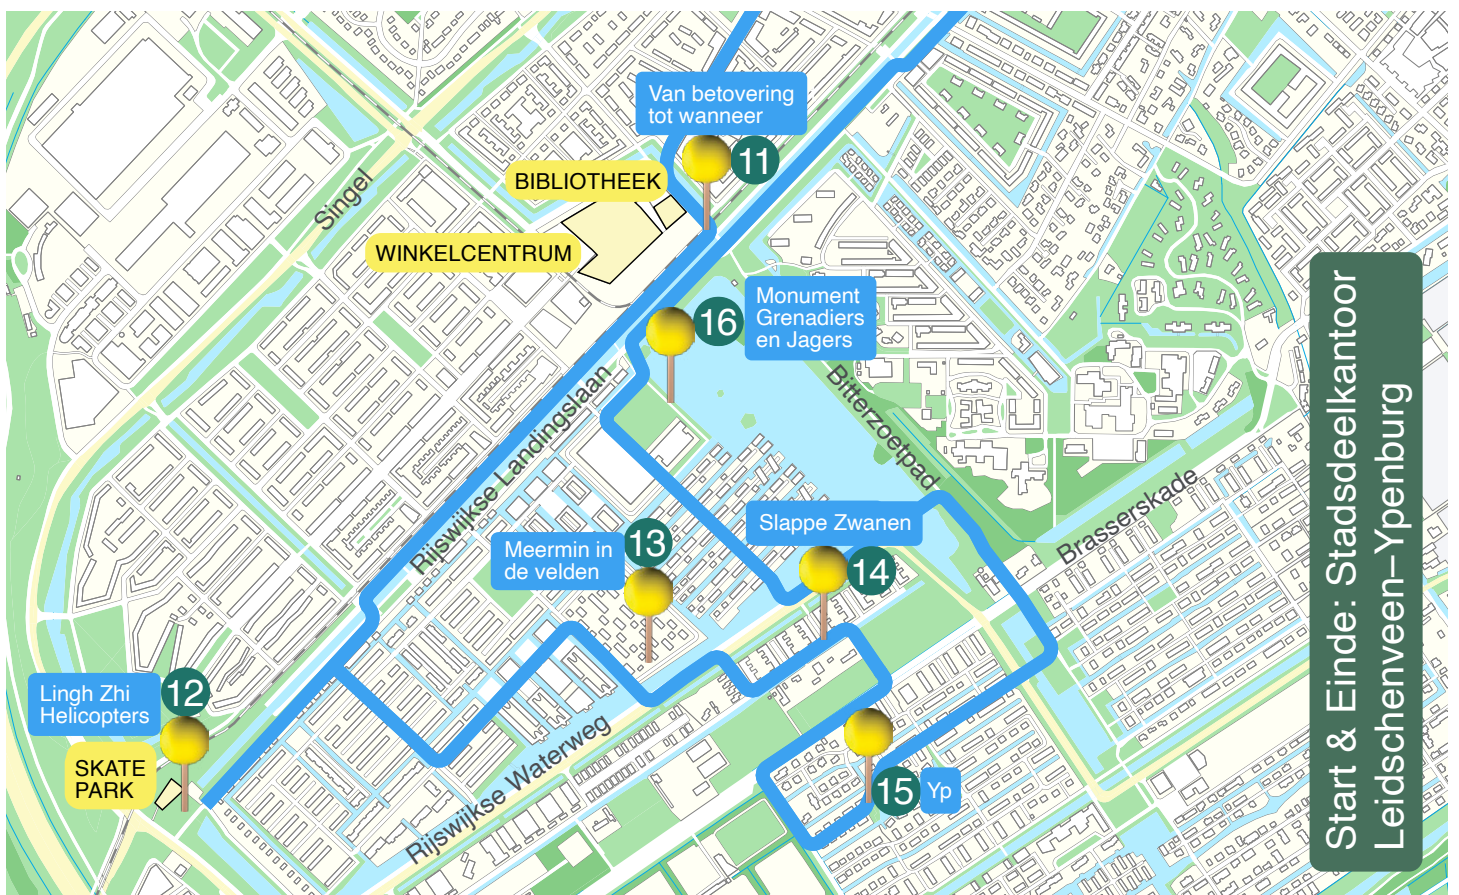 Van betovering
tot wanneer
11
BIBLIOTHEEK
Singel
WINKELCENTRUM
16
Monument
Grenadiers
en Jagers
Bitterzoetpad
Rijswijkse Landingslaan
Brasserskade
Slappe Zwanen
13
Meermin in
de velden
14
12
Lingh Zhi
Helicopters
SKATE
PARK
Rijswijkse Waterweg
15
Yp
Start & Einde: Stadsdeelkantoor
Leidschenveen–Ypenburg